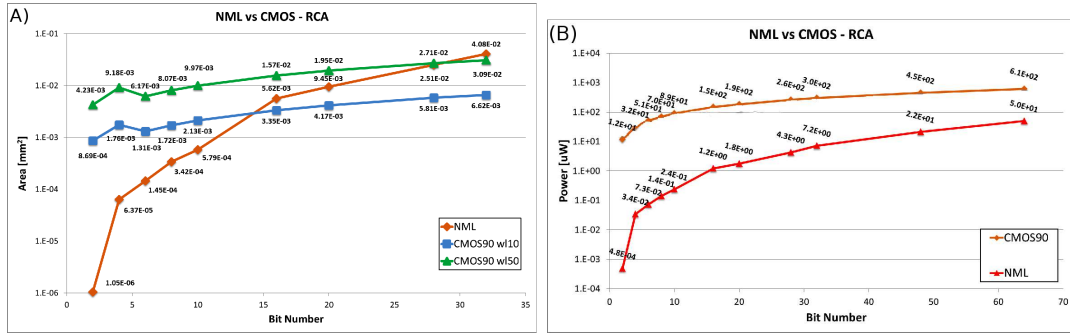 A)
NML vs CMOS - RCA
1.E-01
1.E-02
1.E-03
1.E-04
1.E-05
1.E-06
Area [mm²]
4.23E-03
9.18E-03
6.17E-03
8.07E-03
9.97E-03
1.57E-02
1.95E-02
2.71E-02
4.08E-02
8.69E-04
1.76E-03
1.31E-03
1.72E-03
2.13E-03
5.62E-03
9.45E-03
2.51E-02
3.09E-02
3.35E-03
4.17E-03
5.81E-03
6.62E-03
1.05E-06
6.37E-05
1.45E-04
3.42E-04
5.79E-04
NML
CMOS90 wl10
CMOS90 wl50
0 5 10 15 20 25 30 35
Bit Number
(B)
NML vs CMOS - RCA
1.E+04
1.E+03
1.E+02
1.E+01
1.E+00
1.E-01
1.E-02
1.E-03
1.E-04
Power [uW]
1.2E+01
3.2E+01
5.1E+01
7.0E+01
8.9E+01
1.5E+02
1.9E+02
2.6E+02
3.0E+02
4.5E+02
6.1E+02
4.8E-04
3.4E-02
7.3E-02
1.4E-01
2.4E-01
1.2E+00
1.8E+00
4.3E+00
7.2E+00
2.2E+01
5.0E+01
CMOS90
NML
0 10 20 30 40 50 60 70
Bit Number